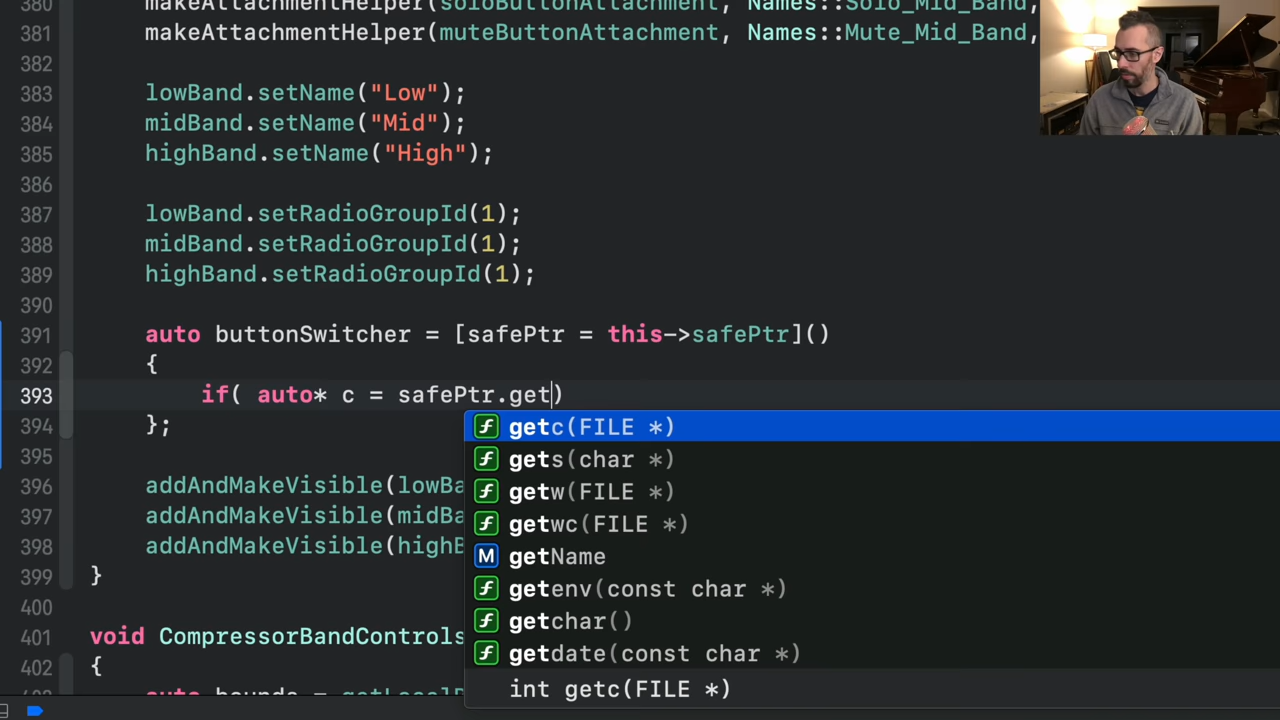 380 makeAttachmentHelper(soloButtonAttachment, Names::Solo_Mid_Band,
381 makeAttachmentHelper(muteButtonAttachment, Names::Mute_Mid_Band,
382
383 lowBand.setName("Low");
384 midBand.setName("Mid");
385 highBand.setName("High");
386
387 lowBand.setRadioGroupId(1);
388 midBand.setRadioGroupId(1);
389 highBand.setRadioGroupId(1);
390
391 auto buttonSwitcher = [safePtr = this->safePtr]()
392 {
393 if( auto* c = safePtr.get)
394 };
getc(FILE *)
395
gets(char *)
396 addAndMakeVisible(lowBa
getw(FILE *)
397 addAndMakeVisible(midBa
getwc(FILE *)
398 addAndMakeVisible(highB
getName
399 }
getenv(const char *)
400
getchar()
401 void CompressorBandControls
getdate(const char *)
402 {
int getc(FILE *)